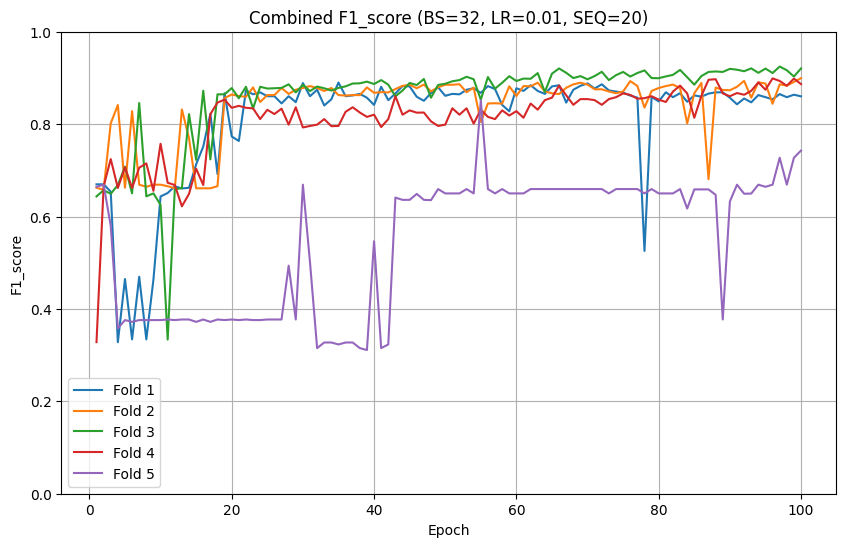 Combined F1_score (BS=32, LR=0.01, SEQ=20)
1.0
0.8
0.6
0.4
0.2
0.0
F1_score
Fold 1
Fold 2
Fold 3
Fold 4
Fold 5
0 20 40 60 80 100
Epoch